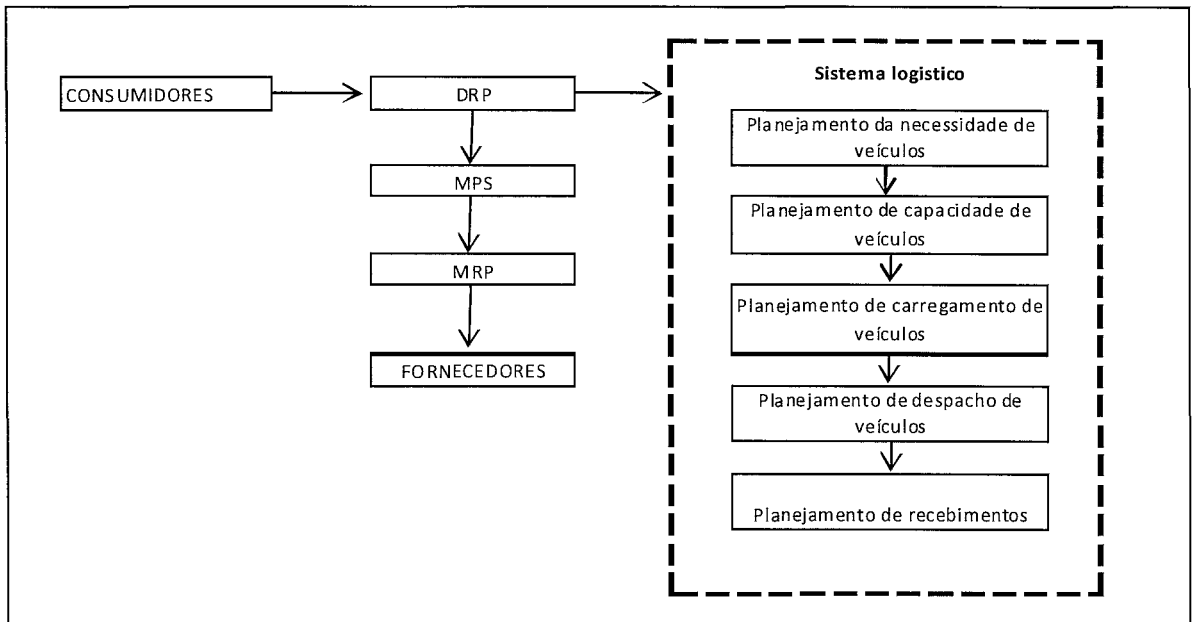 CONSUMIDORES
DRP
MPS
MRP
FORNECEDORES
Sistema logistico
Planejamento da necessidade de
veículos
Planejamento de capacidade de
veículos
Planejamento de carregamento de
veículos
Planejamento de despacho de
veículos
Planejamento de recebimentos